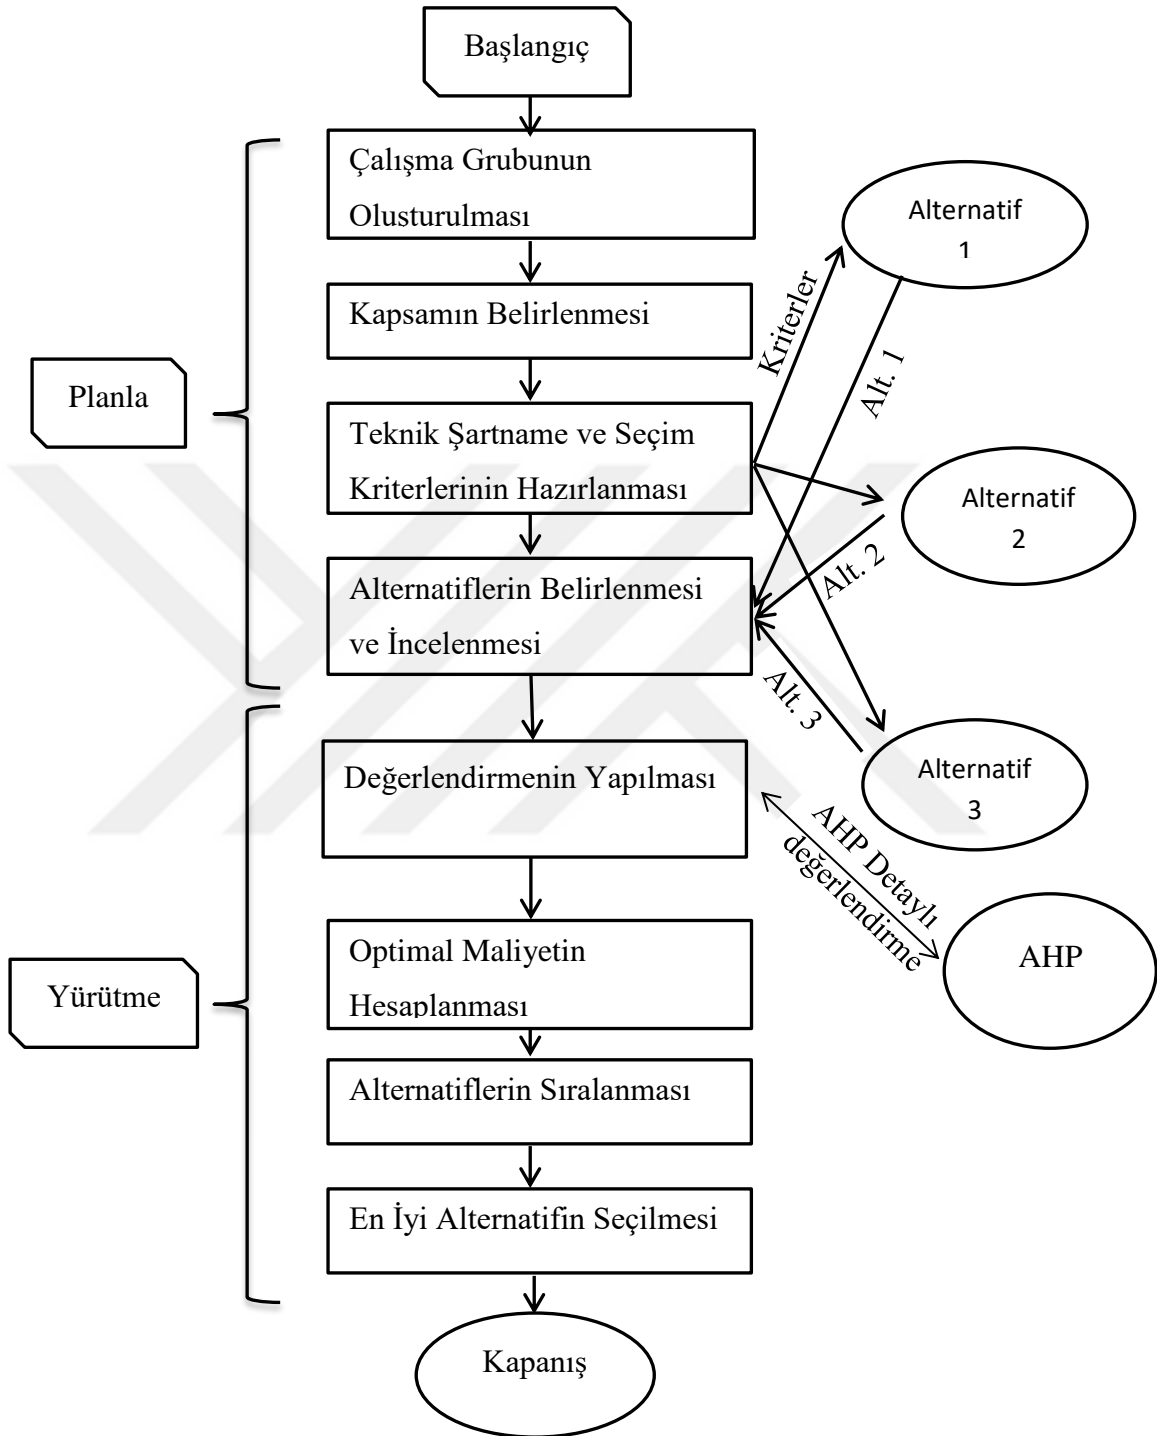 Başlangıç
Çalışma Grubunun
Olusturulması
Kapsamın Belirlenmesi
Planla
Teknik Şartname ve Seçim
Kriterlerinin Hazırlanması
Alternatiflerin Belirlenmesi
ve İncelenmesi
Alternatif
1
Kriterler
Alt. 1
Alternatif
2
Alt. 2
Alt. 3
Alternatif
3
Değerlendirmenin Yapılması
AHP Detaylı
değerlendirme
AHP
Yürütme
Optimal Maliyetin
Hesaplanması
Alternatiflerin Sıralanması
En İyi Alternatifin Seçilmesi
Kapanış